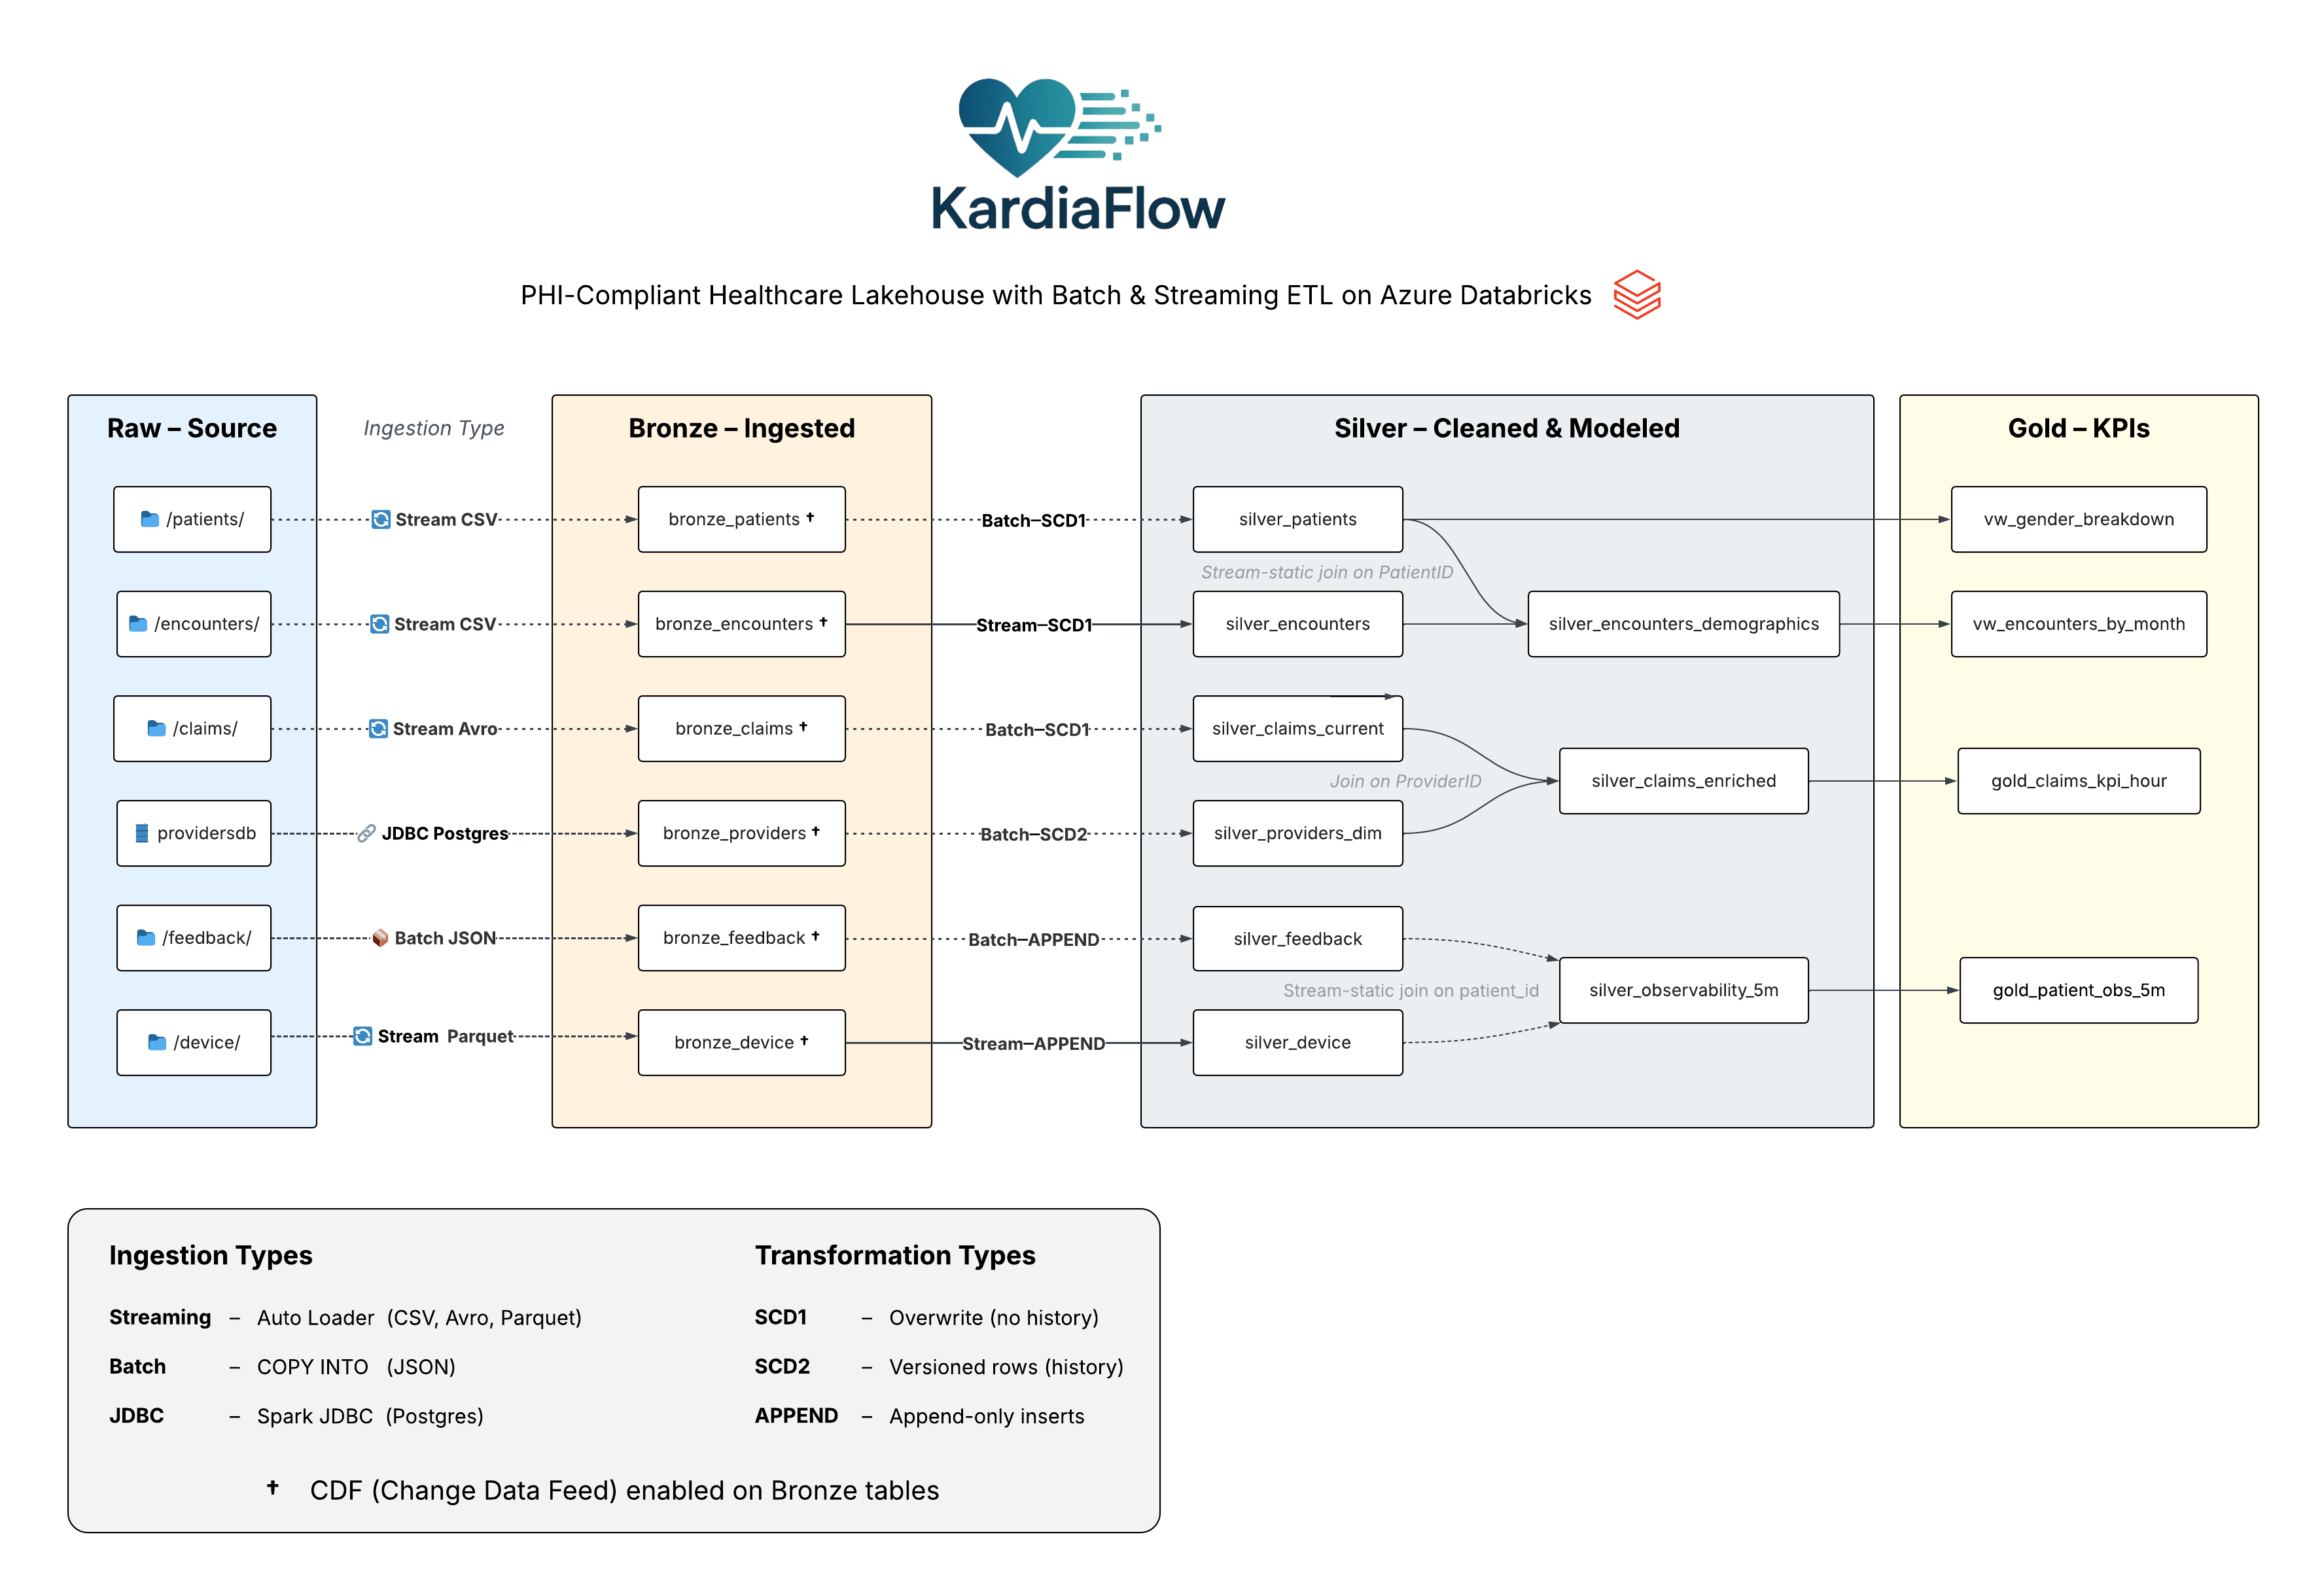 KardiaFlow
PHI-Compliant Healthcare Lakehouse with Batch & Streaming ETL on Azure Databricks
Raw – Source
Ingestion Type
Bronze – Ingested
Silver – Cleaned & Modeled
Gold – KPIs
/patients/
Stream CSV
bronze_patients †
Batch–SCD1
silver_patients
vw_gender_breakdown
Stream-static join on PatientID
/encounters/
Stream CSV
bronze_encounters †
Stream–SCD1
silver_encounters
silver_encounters_demographics
vw_encounters_by_month
/claims/
Stream Avro
bronze_claims †
Batch–SCD1
silver_claims_current
Join on ProviderID
silver_claims_enriched
gold_claims_kpi_hour
providersdb
JDBC Postgres
bronze_providers †
Batch–SCD2
silver_providers_dim
/feedback/
Batch JSON
bronze_feedback †
Batch–APPEND
silver_feedback
Stream-static join on patient_id
silver_observability_5m
gold_patient_obs_5m
/device/
Stream Parquet
bronze_device †
Stream–APPEND
silver_device
Ingestion Types
Streaming – Auto Loader (CSV, Avro, Parquet)
Batch – COPY INTO (JSON)
JDBC – Spark JDBC (Postgres)
Transformation Types
SCD1 – Overwrite (no history)
SCD2 – Versioned rows (history)
APPEND – Append-only inserts
† CDF (Change Data Feed) enabled on Bronze tables